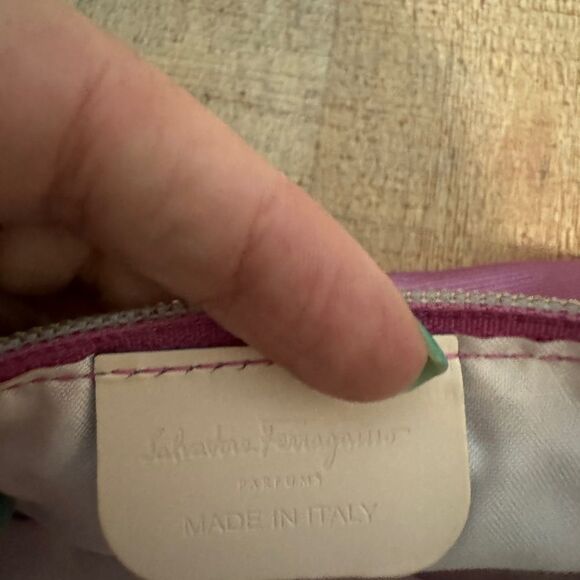 Salvatore Ferragamo
PARFUMS
MADE IN ITALY